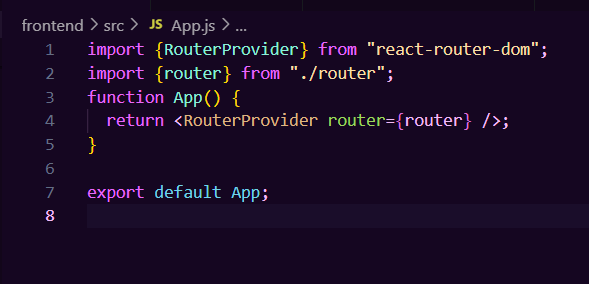 frontend > src > JS App.js > ...
1 import {RouterProvider} from "react-router-dom";
2 import {router} from "./router";
3 function App() {
4   return <RouterProvider router={router} />;
5 }
6
7 export default App;
8